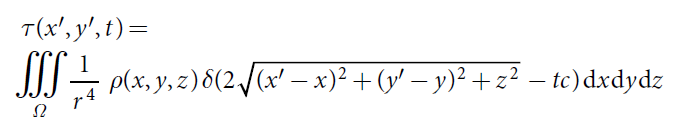 τ(x′, y′, t) =
∭_Ω 1/r⁴ ρ(x, y, z) δ(2√((x′ − x)² + (y′ − y)² + z²) − tc) dxdydz